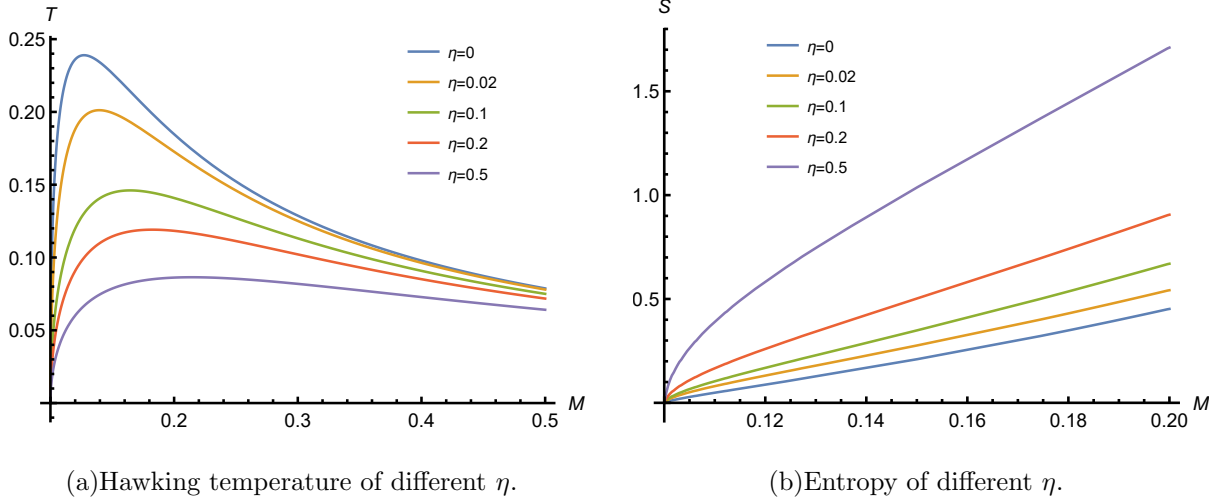 T
0.25
0.20
0.15
0.10
0.05
0.2
0.3
0.4
0.5
M
η=0
η=0.02
η=0.1
η=0.2
η=0.5
(a)Hawking temperature of different η.
S
1.5
1.0
0.5
0.12
0.14
0.16
0.18
0.20
M
η=0
η=0.02
η=0.1
η=0.2
η=0.5
(b)Entropy of different η.